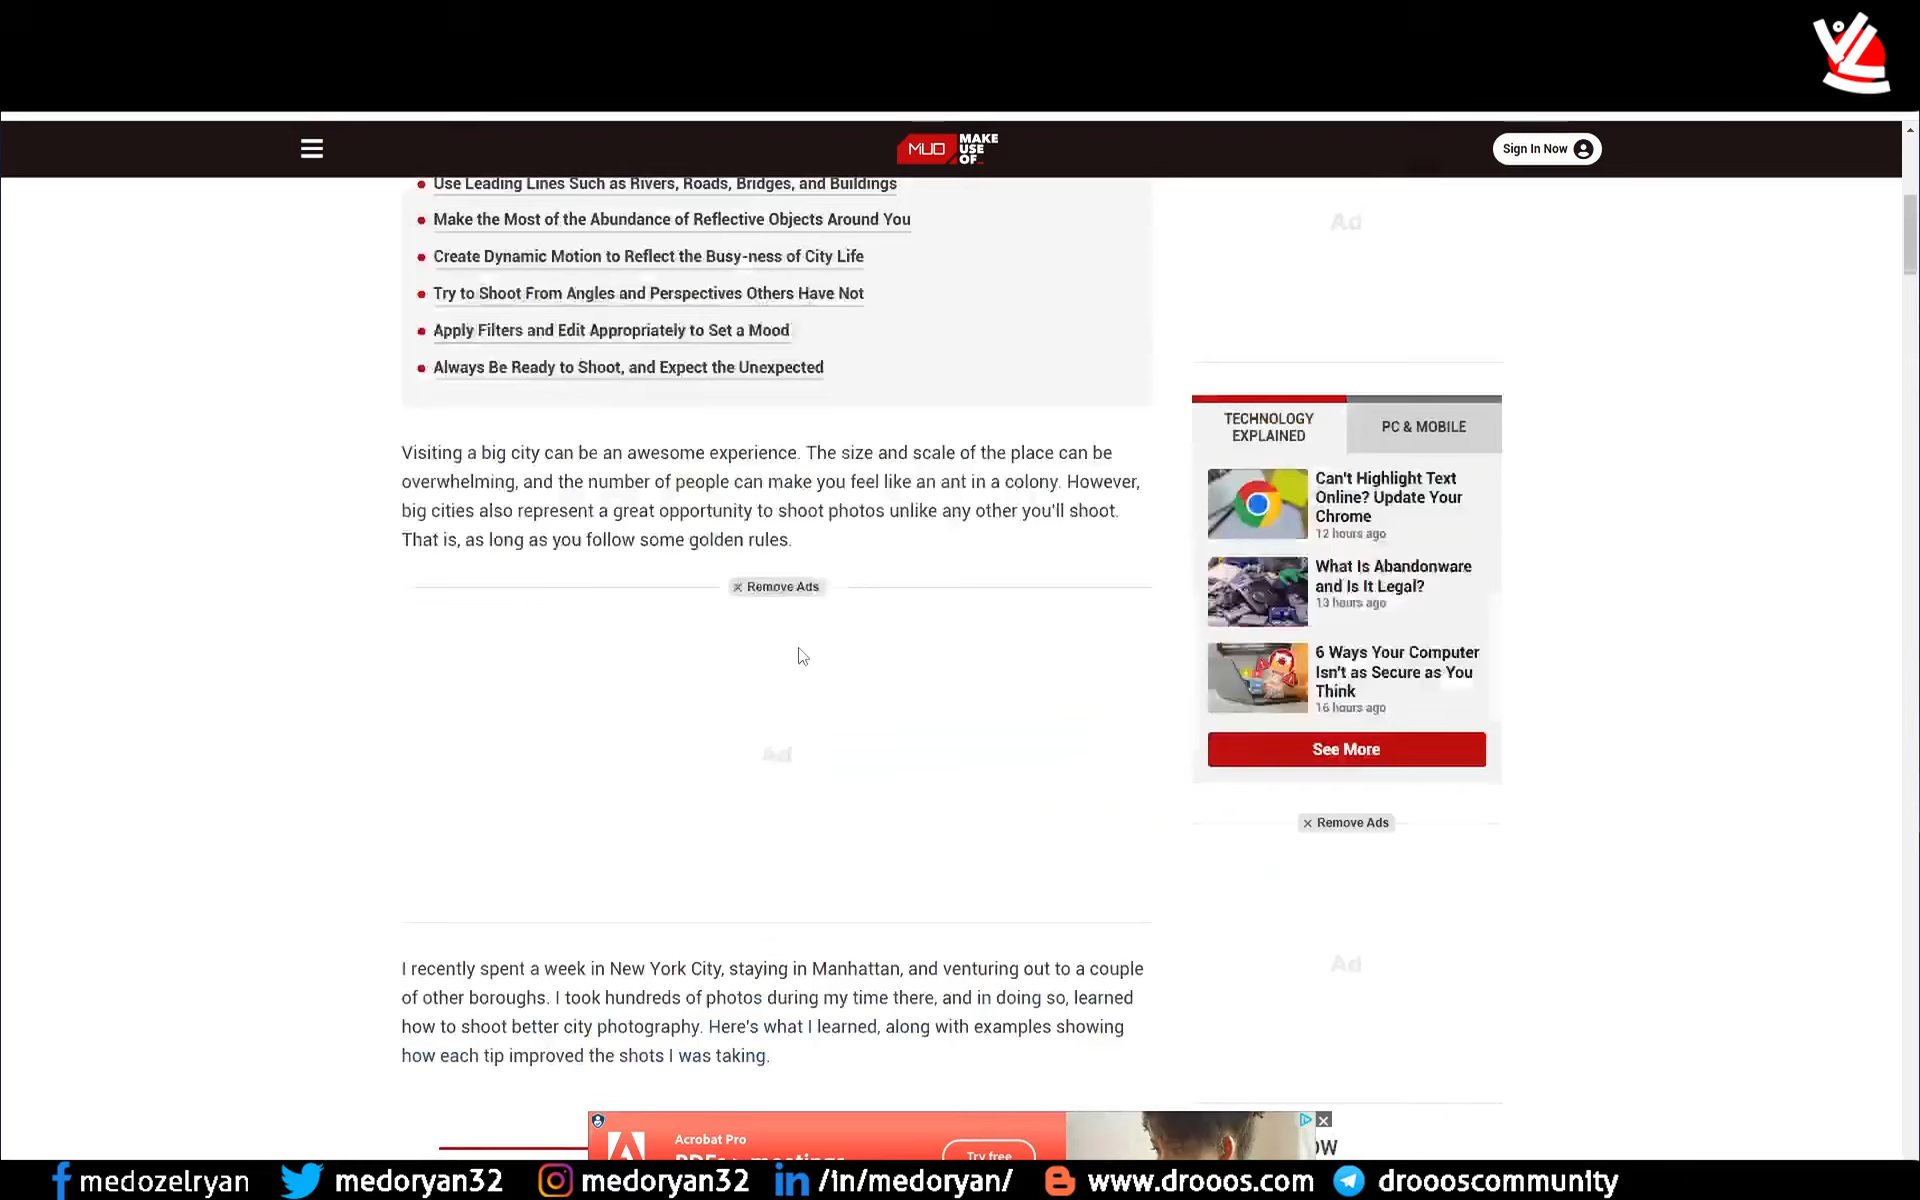 MUO
MAKE
USE
OF_
Sign In Now
Use Leading Lines Such as Rivers, Roads, Bridges, and Buildings
Make the Most of the Abundance of Reflective Objects Around You
Create Dynamic Motion to Reflect the Busy-ness of City Life
Try to Shoot From Angles and Perspectives Others Have Not
Apply Filters and Edit Appropriately to Set a Mood
Always Be Ready to Shoot, and Expect the Unexpected
Visiting a big city can be an awesome experience. The size and scale of the place can be
overwhelming, and the number of people can make you feel like an ant in a colony. However,
big cities also represent a great opportunity to shoot photos unlike any other you'll shoot.
That is, as long as you follow some golden rules.
Remove Ads
Ad
I recently spent a week in New York City, staying in Manhattan, and venturing out to a couple
of other boroughs. I took hundreds of photos during my time there, and in doing so, learned
how to shoot better city photography. Here's what I learned, along with examples showing
how each tip improved the shots I was taking.
Ad
TECHNOLOGY
EXPLAINED
PC & MOBILE
Can't Highlight Text
Online? Update Your
Chrome
12 hours ago
What Is Abandonware
and Is It Legal?
13 hours ago
6 Ways Your Computer
Isn't as Secure as You
Think
16 hours ago
See More
Remove Ads
Ad
Acrobat Pro
Try free
medozelryan
medoryan32
medoryan32
in /in/medoryan/
www.drooos.com
droooscommunity